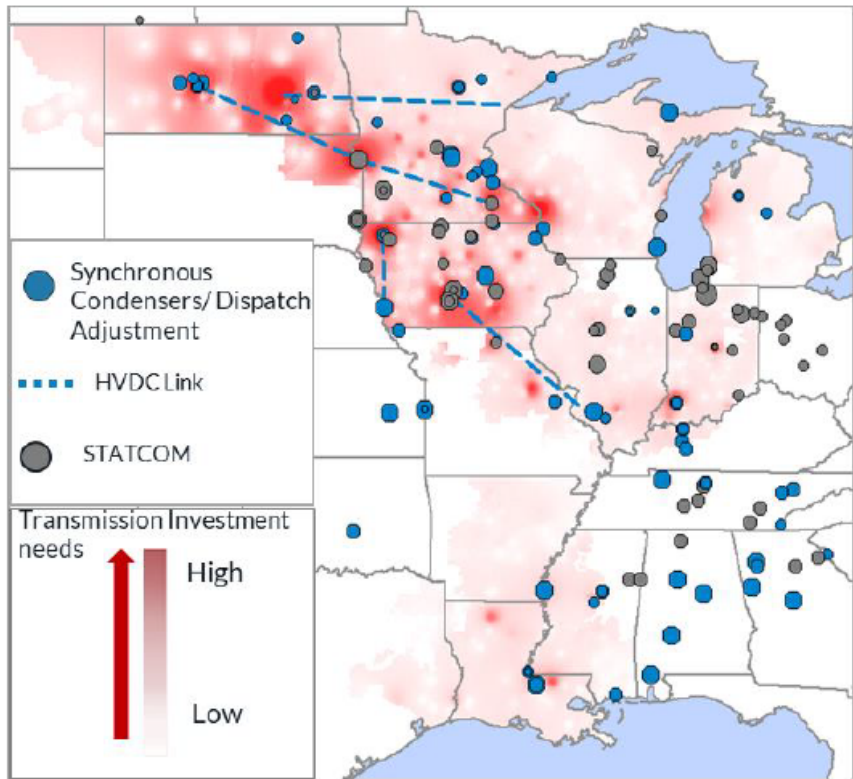 Synchronous
Condensers/ Dispatch
Adjustment
HVDC Link
STATCOM
Transmission Investment
needs
High
Low